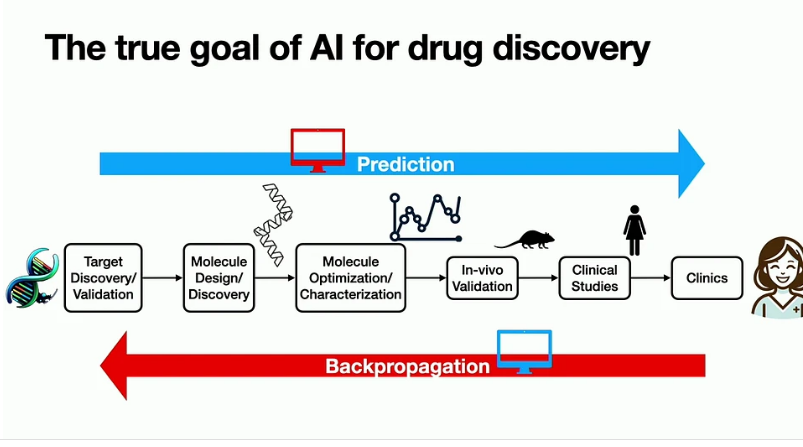 The true goal of AI for drug discovery
Prediction
Target
Discovery/
Validation
Molecule
Design/
Discovery
Molecule
Optimization/
Characterization
In-vivo
Validation
Clinical
Studies
Clinics
Backpropagation